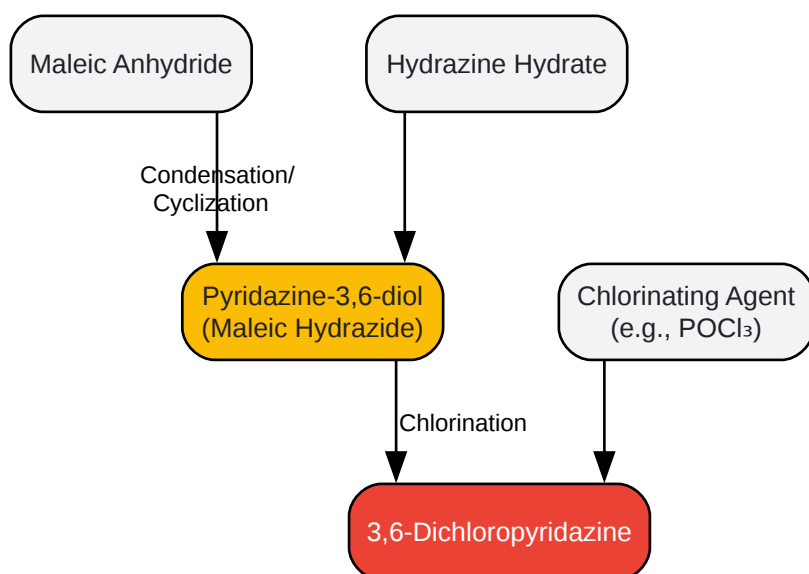 Maleic Anhydride
Hydrazine Hydrate
Condensation/
Cyclization
Pyridazine-3,6-diol
(Maleic Hydrazide)
Chlorinating Agent
(e.g., POCl₃)
Chlorination
3,6-Dichloropyridazine